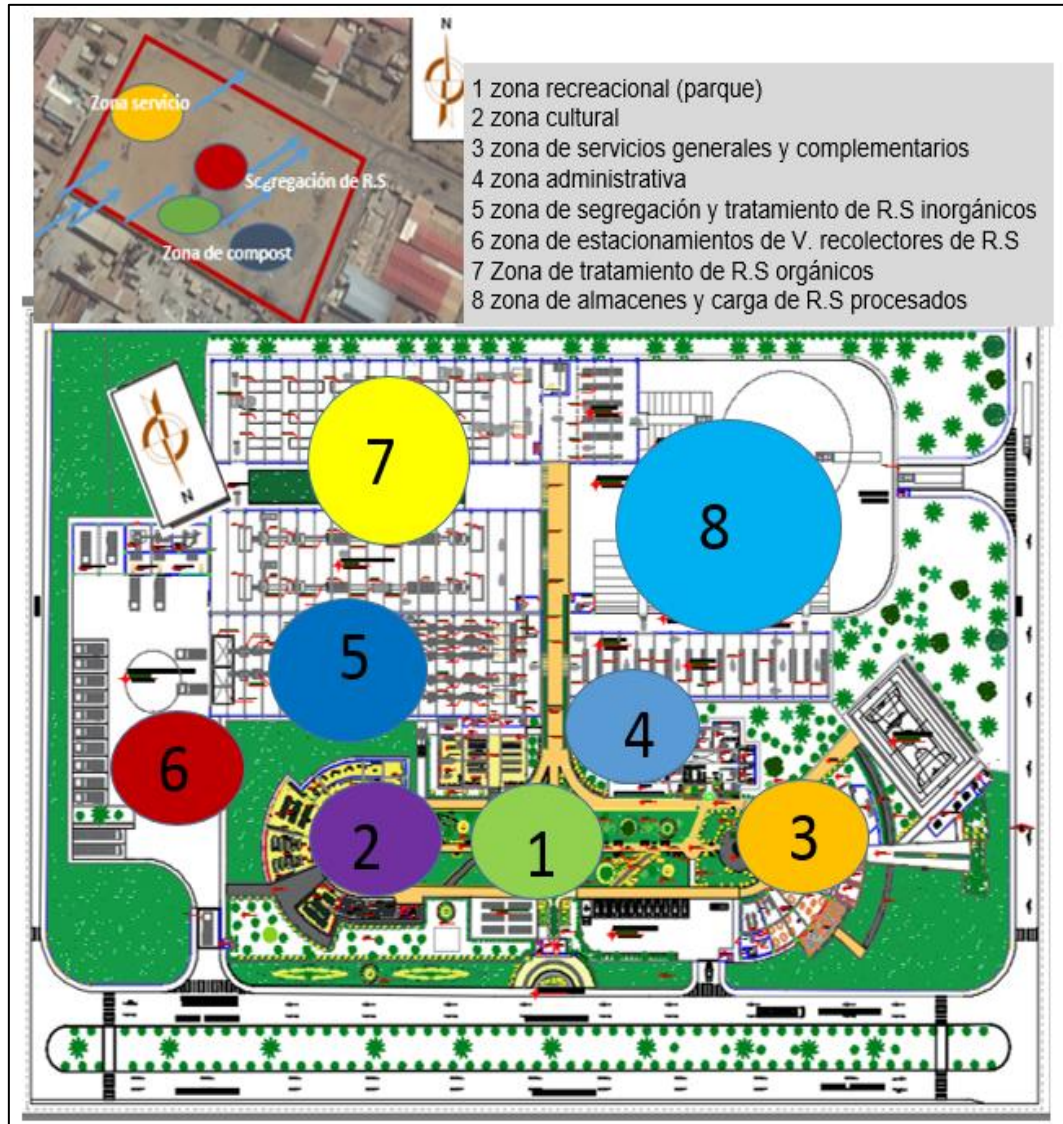 N
Zona servicio
Segregación de R.S
Zona de compost
1 zona recreacional (parque)
2 zona cultural
3 zona de servicios generales y complementarios
4 zona administrativa
5 zona de segregación y tratamiento de R.S inorgánicos
6 zona de estacionamientos de V. recolectores de R.S
7 Zona de tratamiento de R.S orgánicos
8 zona de almacenes y carga de R.S procesados
N
7
8
5
4
6
2
1
3